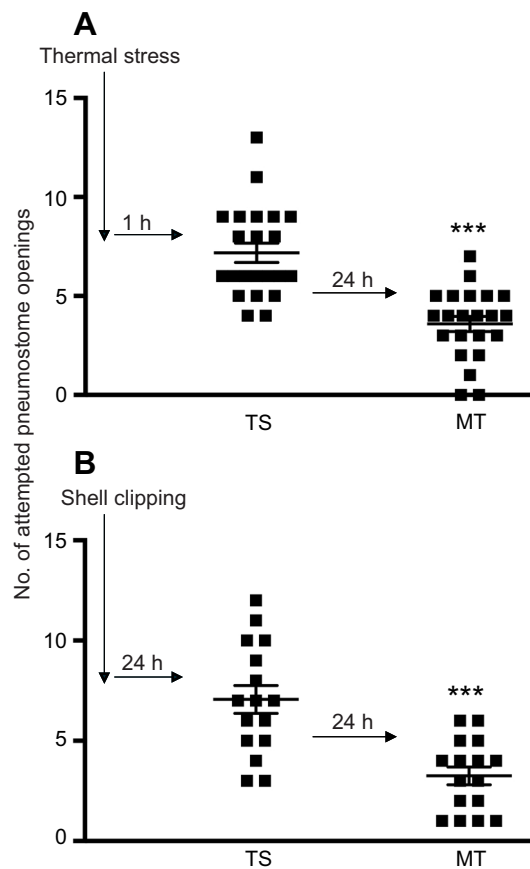 A
Thermal stress
15
1 h
10
***
24 h
5
0
TS
MT
No. of attempted pneumostome openings
B
Shell clipping
15
24 h
10
***
24 h
5
0
TS
MT